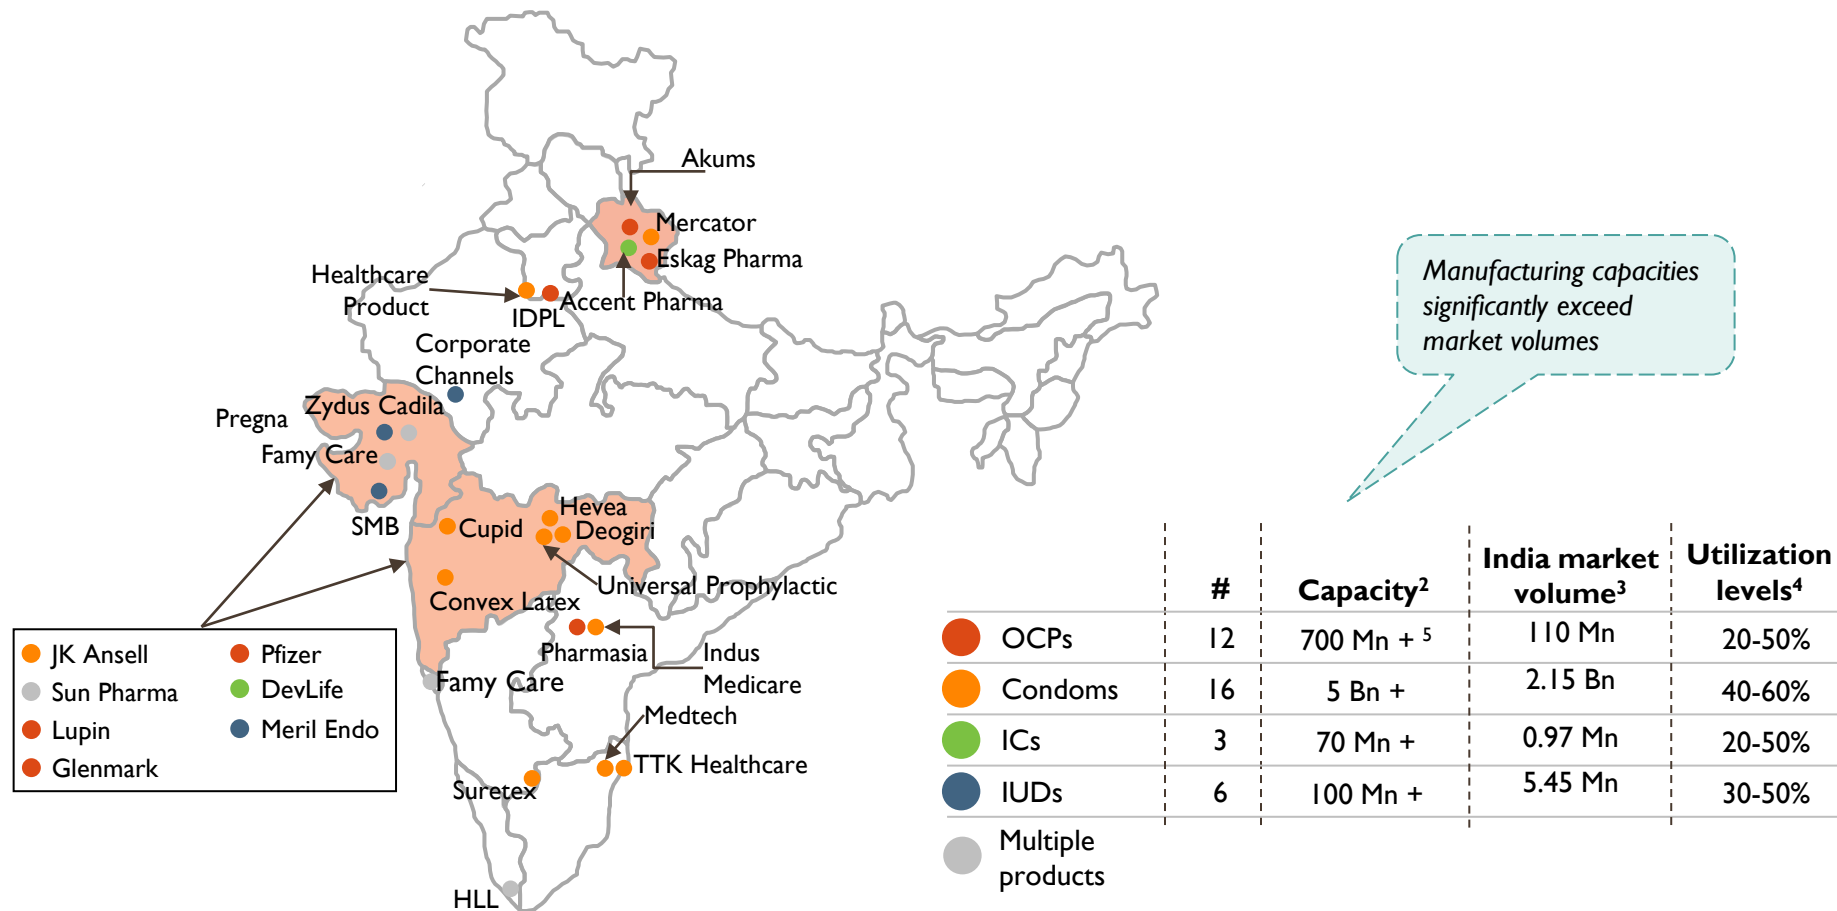 Akums
Mercator
Eskag Pharma
Healthcare
Product
Accent Pharma
IDPL
Corporate
Channels
Zydus Cadila
Pregna
Famy Care
SMB
Hevea
Cupid
Deogiri
Universal Prophylactic
Convex Latex
Pharmasia
Indus
Medicare
Famy Care
Medtech
TTK Healthcare
Suretex
HLL
JK Ansell
Sun Pharma
Lupin
Glenmark
Pfizer
DevLife
Meril Endo
Manufacturing capacities
significantly exceed
market volumes
# Capacity² India market volume³ Utilization levels⁴
OCPs 12 700 Mn + ⁵ 110 Mn 20-50%
Condoms 16 5 Bn + 2.15 Bn 40-60%
ICs 3 70 Mn + 0.97 Mn 20-50%
IUDs 6 100 Mn + 5.45 Mn 30-50%
Multiple
products